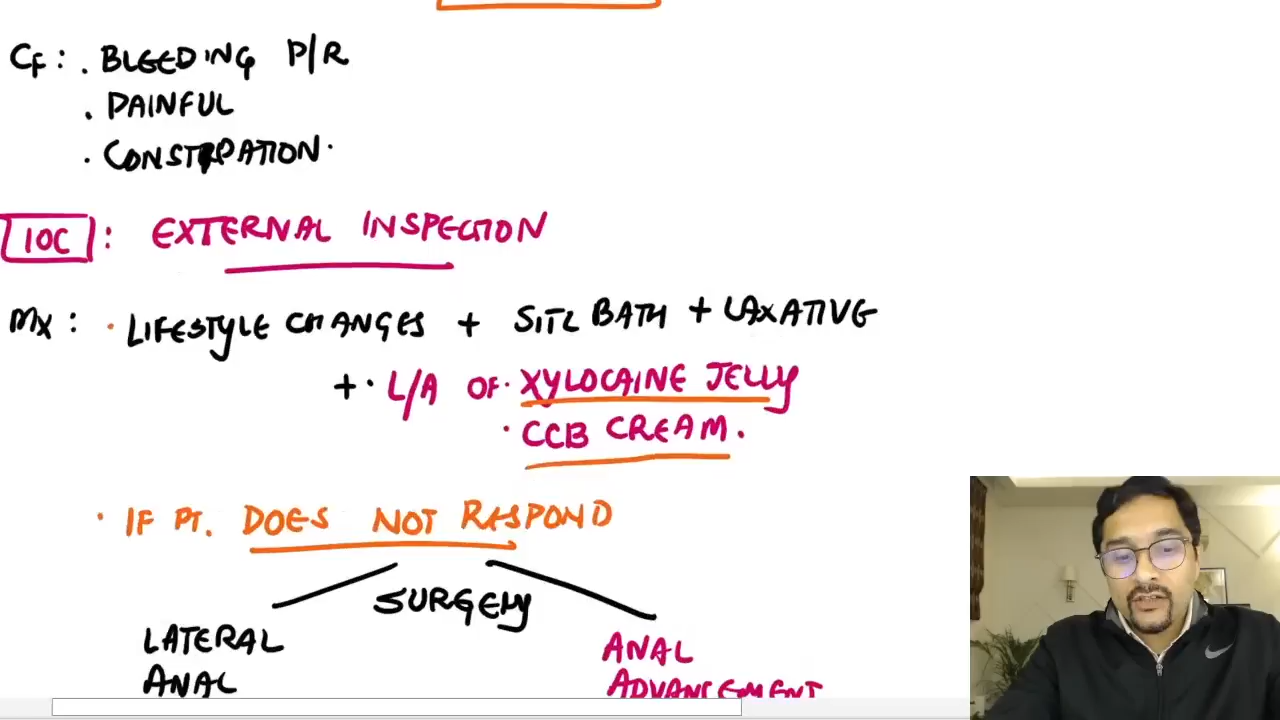 CF: . BLEEDING P/R
. PAINFUL
. CONSTIPATION.
IOC : EXTERNAL INSPECTION
MX: . LIFESTYLE CHANGES + SITZ BATH + LAXATIVE
+ . L/A OF . XYLOCAINE JELLY
. CCB CREAM.
. IF PT. DOES NOT RESPOND
SURGERY
LATERAL
ANAL
ANAL
ADVANCEMENT